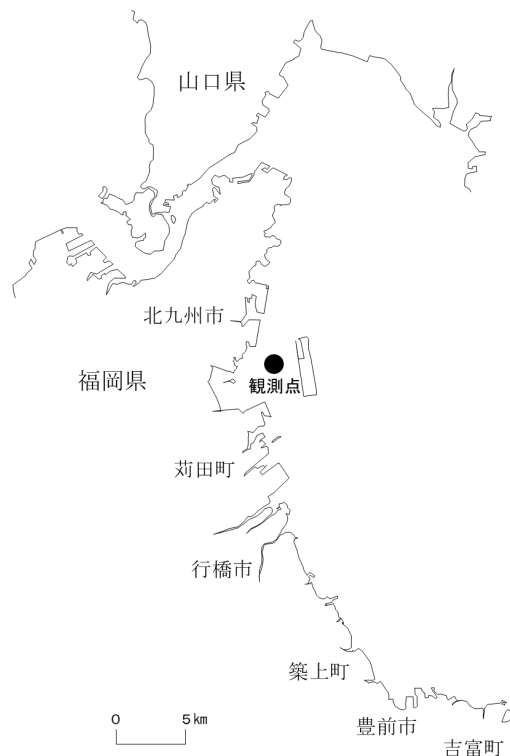 山口県
北九州市
観測点
福岡県
苅田町
行橋市
築上町
豊前市
吉富町
0 5km